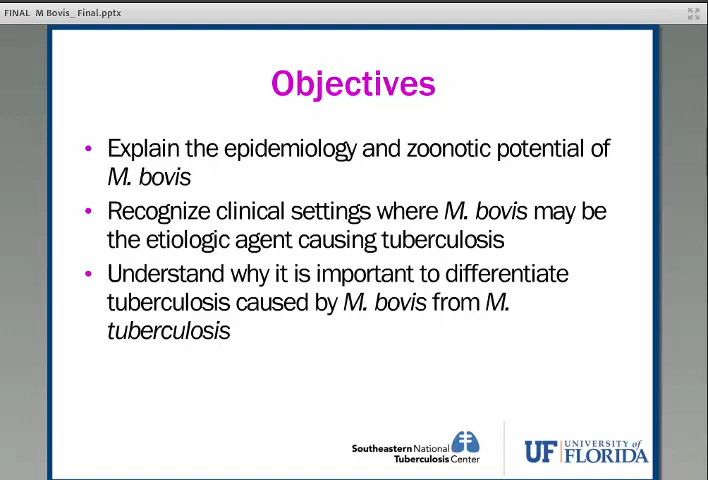 FINAL M Bovis_ Final.pptx
Objectives
• Explain the epidemiology and zoonotic potential of
M. bovis
• Recognize clinical settings where M. bovis may be
the etiologic agent causing tuberculosis
• Understand why it is important to differentiate
tuberculosis caused by M. bovis from M.
tuberculosis
Southeastern National
Tuberculosis Center
UF UNIVERSITY of
FLORIDA